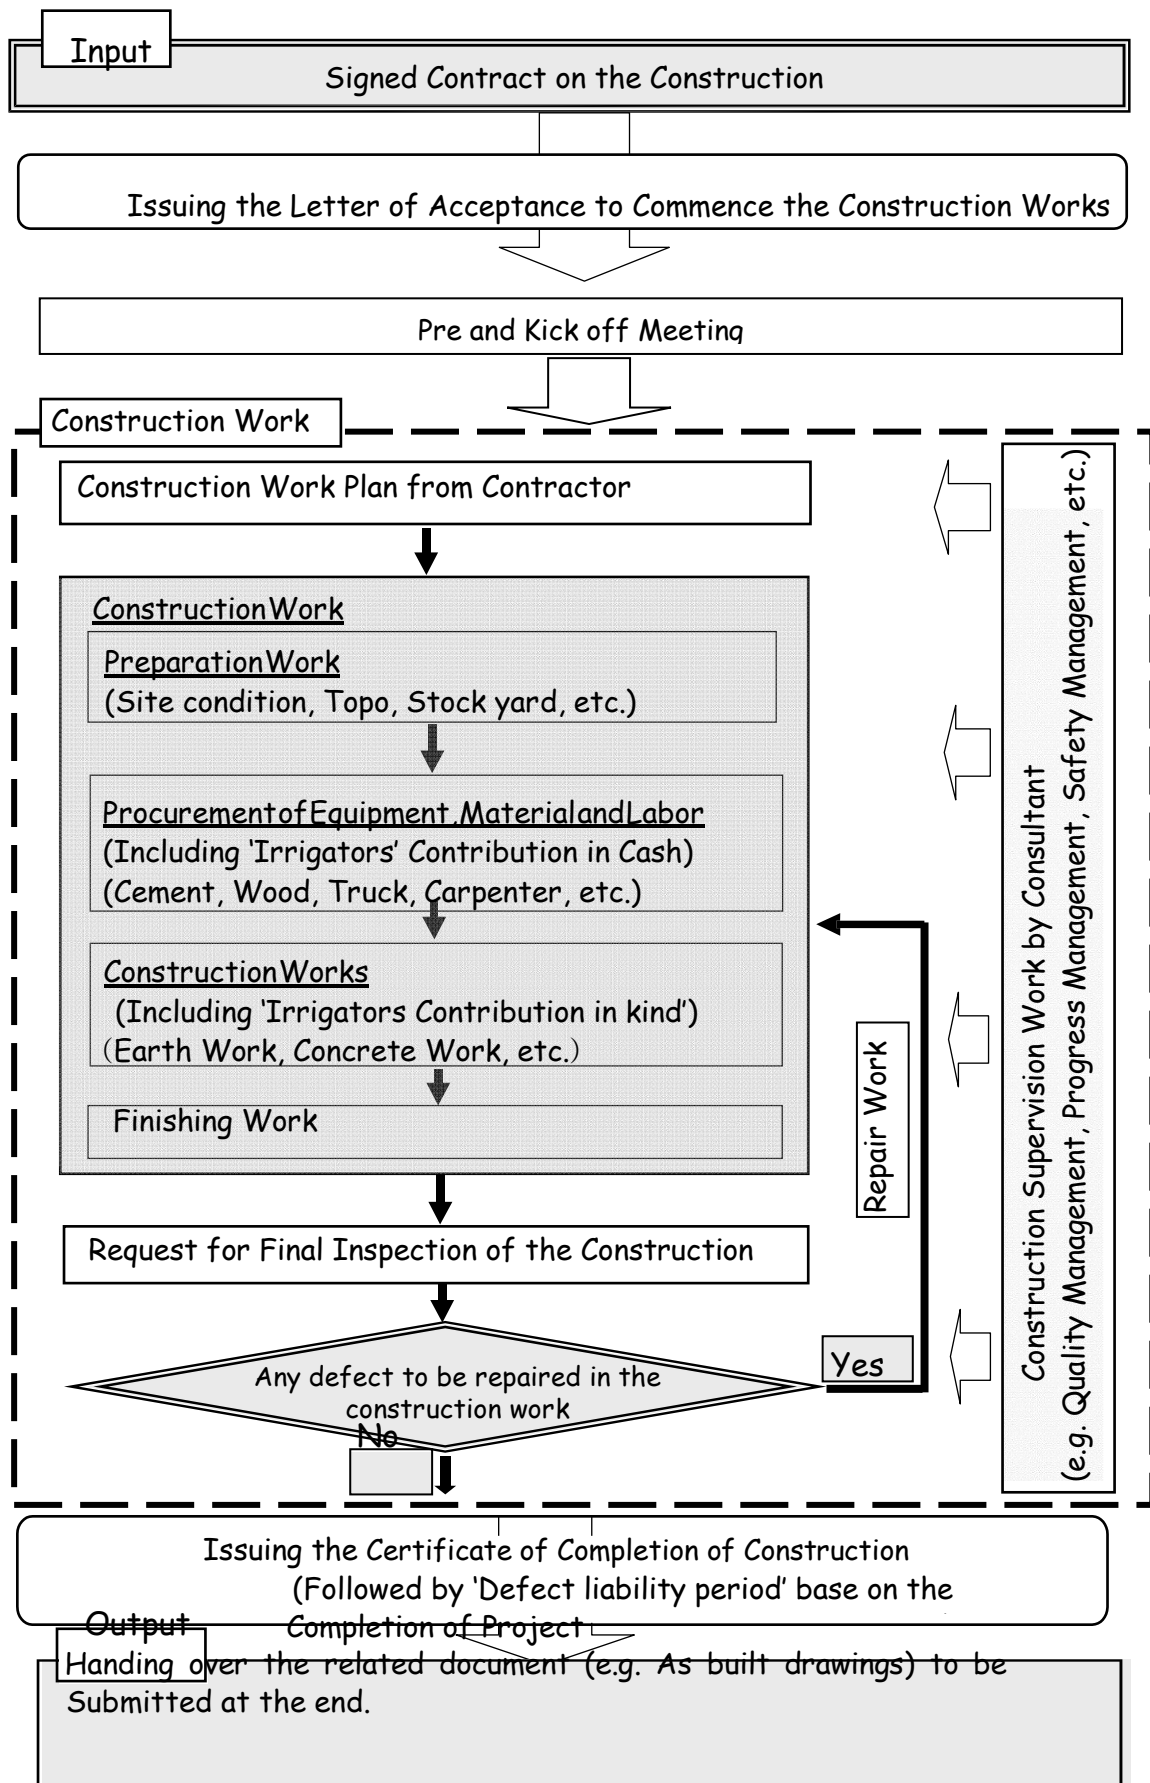 Input
Signed Contract on the Construction
Issuing the Letter of Acceptance to Commence the Construction Works
Pre and Kick off Meeting
Construction Work
Construction Work Plan from Contractor
ConstructionWork
PreparationWork
(Site condition, Topo, Stock yard, etc.)
ProcurementofEquipment,MaterialandLabor
(Including ‘Irrigators’ Contribution in Cash)
(Cement, Wood, Truck, Carpenter, etc.)
ConstructionWorks
(Including ‘Irrigators Contribution in kind’)
(Earth Work, Concrete Work, etc.)
Finishing Work
Repair Work
Construction Supervision Work by Consultant
(e.g. Quality Management, Progress Management, Safety Management, etc.)
Request for Final Inspection of the Construction
Any defect to be repaired in the
construction work
Yes
No
Issuing the Certificate of Completion of Construction
(Followed by ‘Defect liability period’ base on the
Output
Completion of Project
Handing over the related document (e.g. As built drawings) to be
Submitted at the end.